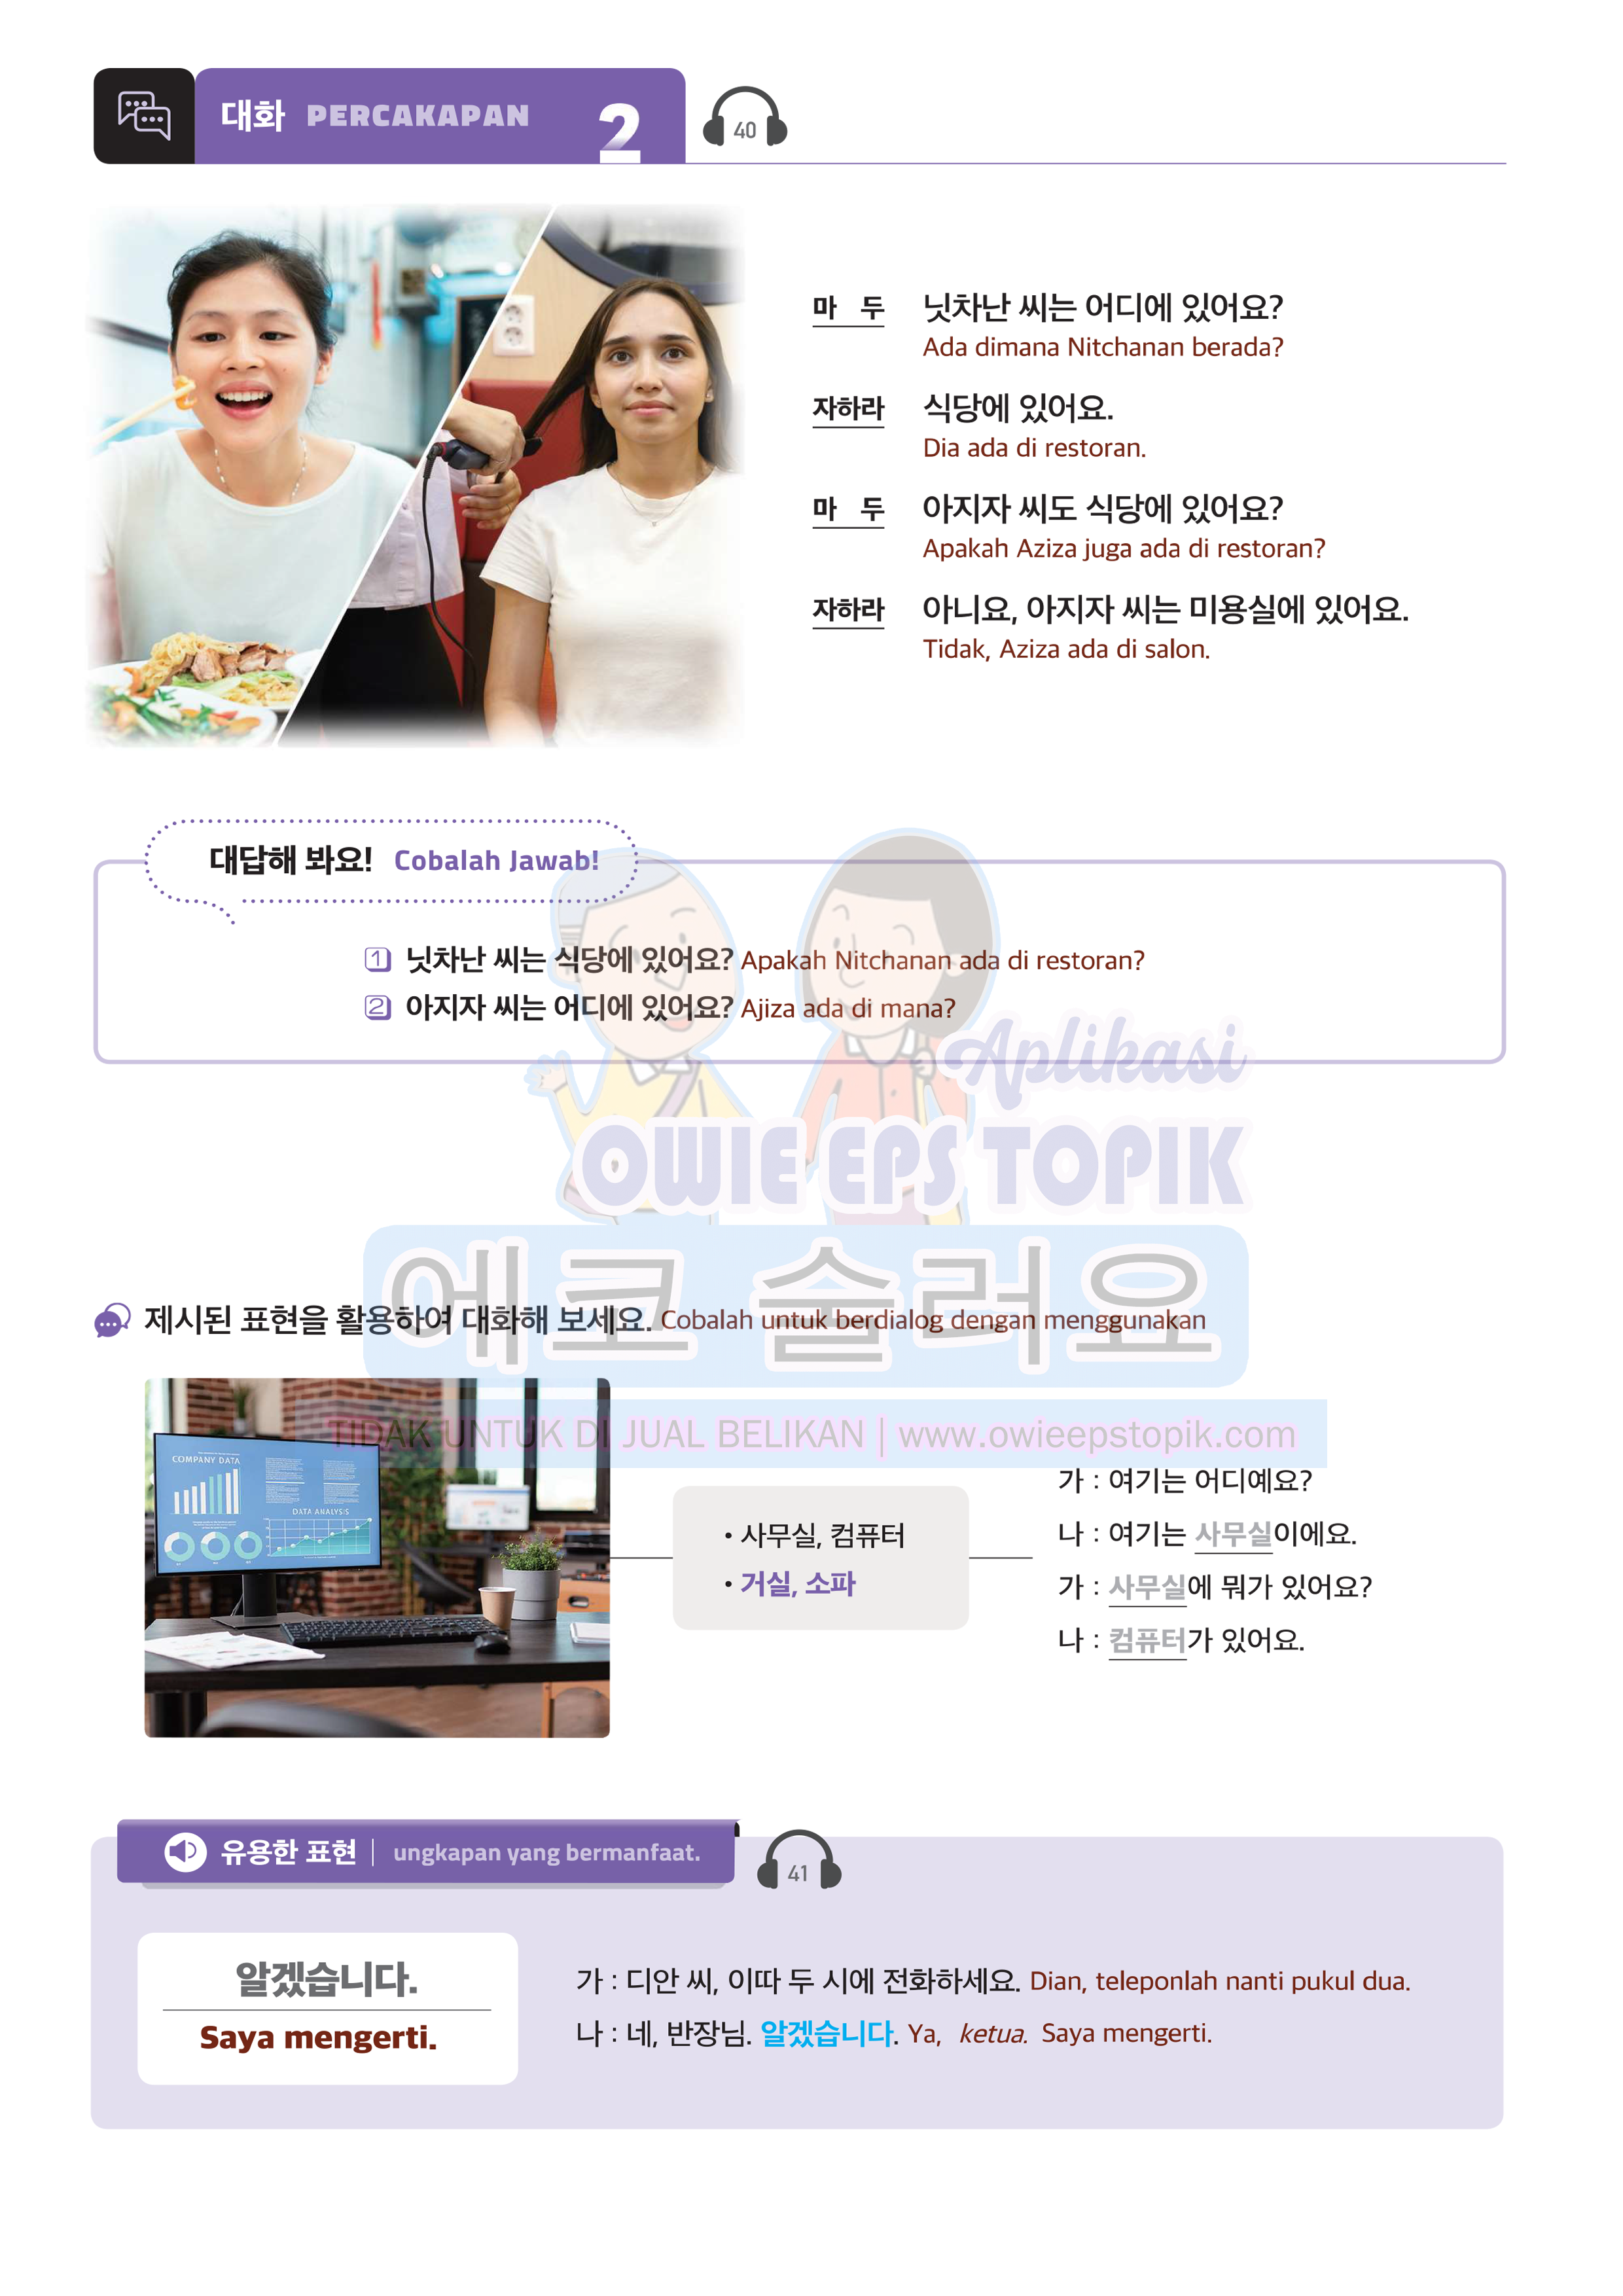 대화 PERCAKAPAN 2
40
마 두 닛차난 씨는 어디에 있어요?
Ada dimana Nitchanan berada?
자하라 식당에 있어요.
Dia ada di restoran.
마 두 아지자 씨도 식당에 있어요?
Apakah Aziza juga ada di restoran?
자하라 아니요, 아지자 씨는 미용실에 있어요.
Tidak, Aziza ada di salon.
대답해 봐요! Cobalah Jawab!
1 닛차난 씨는 식당에 있어요? Apakah Nitchanan ada di restoran?
2 아지자 씨는 어디에 있어요? Ajiza ada di mana?
Aplikasi
OWIE EPS TOPIK
에코 슬러요
제시된 표현을 활용하여 대화해 보세요. Cobalah untuk berdialog dengan menggunakan
TIDAK UNTUK DI JUAL BELIKAN | www.owieepstopik.com
COMPANY DATA
DATA ANALYSIS
• 사무실, 컴퓨터
• 거실, 소파
가 : 여기는 어디예요?
나 : 여기는 사무실이에요.
가 : 사무실에 뭐가 있어요?
나 : 컴퓨터가 있어요.
유용한 표현 | ungkapan yang bermanfaat.
41
알겠습니다.
Saya mengerti.
가 : 디안 씨, 이따 두 시에 전화하세요. Dian, teleponlah nanti pukul dua.
나 : 네, 반장님. 알겠습니다. Ya, ketua. Saya mengerti.